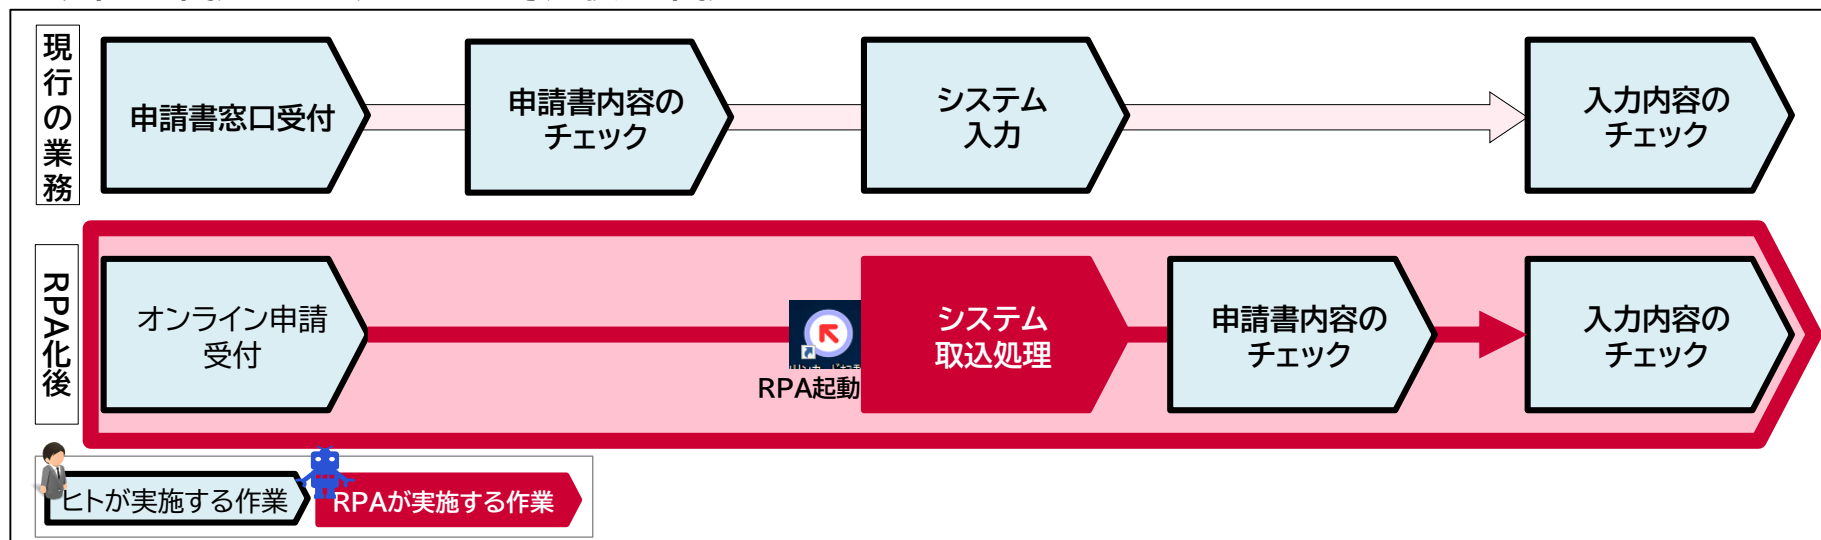 現行の業務
申請書窓口受付
申請書内容の
チェック
システム
入力
入力内容の
チェック
RPA化後
オンライン申請
受付
RPA起動
システム
取込処理
申請書内容の
チェック
入力内容の
チェック
ヒトが実施する作業
RPAが実施する作業